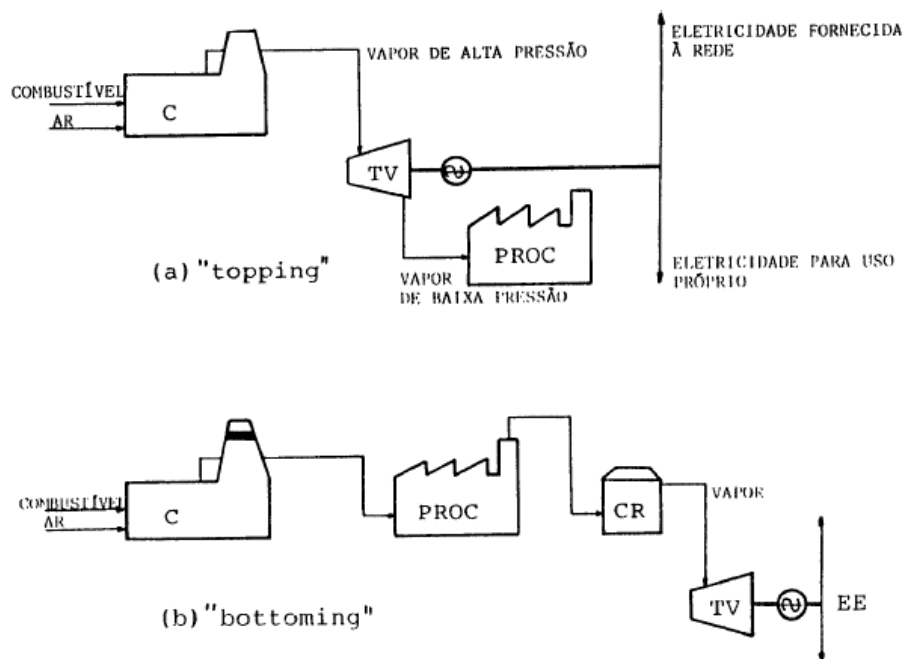 VAPOR DE ALTA PRESSÃO
ELETRICIDADE FORNECIDA
À REDE
COMBUSTÍVEL
AR
C
TV
PROC
(a) "topping"
VAPOR
DE BAIXA PRESSÃO
ELETRICIDADE PARA USO
PRÓPRIO
COMBUSTÍVEL
AR
C
PROC
CR
VAPOR
TV
EE
(b) "bottoming"